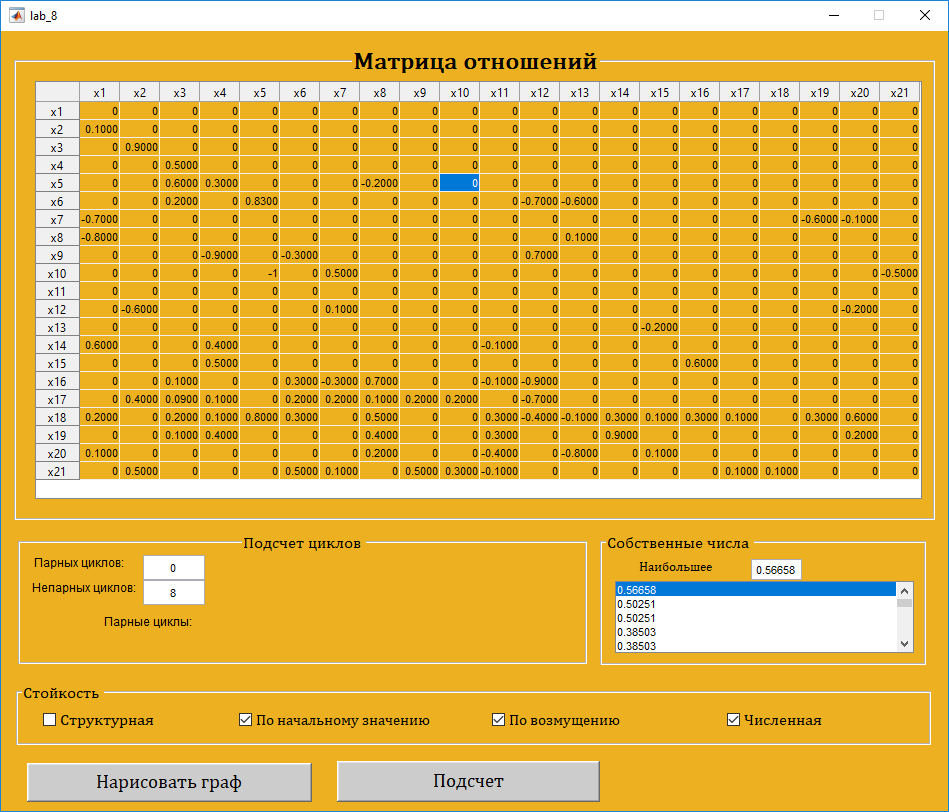 lab_8
Матрица отношений
x1 x2 x3 x4 x5 x6 x7 x8 x9 x10 x11 x12 x13 x14 x15 x16 x17 x18 x19 x20 x21
x1 0 0 0 0 0 0 0 0 0 0 0 0 0 0 0 0 0 0 0 0 0
x2 0.1000 0 0 0 0 0 0 0 0 0 0 0 0 0 0 0 0 0 0 0 0
x3 0 0.9000 0 0 0 0 0 0 0 0 0 0 0 0 0 0 0 0 0 0 0
x4 0 0 0.5000 0 0 0 0 0 0 0 0 0 0 0 0 0 0 0 0 0 0
x5 0 0 0.6000 0.3000 0 0 0 -0.2000 0 0 0 0 0 0 0 0 0 0 0 0 0
x6 0 0 0.2000 0 0.8300 0 0 0 0 0 0 -0.7000 -0.6000 0 0 0 0 0 0 0 0
x7 -0.7000 0 0 0 0 0 0 0 0 0 0 0 0 0 0 0 0 0 -0.6000 -0.1000 0
x8 -0.8000 0 0 0 0 0 0 0 0 0 0 0 0.1000 0 0 0 0 0 0 0 0
x9 0 0 0 -0.9000 0 -0.3000 0 0 0 0 0 0.7000 0 0 0 0 0 0 0 0 0
x10 0 0 0 0 -1 0 0.5000 0 0 0 0 0 0 0 0 0 0 0 0 0 -0.5000
x11 0 0 0 0 0 0 0 0 0 0 0 0 0 0 0 0 0 0 0 0 0
x12 0 -0.6000 0 0 0 0 0.1000 0 0 0 0 0 0 0 0 0 0 0 0 -0.2000 0
x13 0 0 0 0 0 0 0 0 0 0 0 0 0 0 -0.2000 0 0 0 0 0 0
x14 0.6000 0 0 0.4000 0 0 0 0 0 0 -0.1000 0 0 0 0 0 0 0 0 0 0
x15 0 0 0 0.5000 0 0 0 0 0 0 0 0 0 0 0 0.6000 0 0 0 0 0
x16 0 0 0.1000 0 0 0.3000 -0.3000 0.7000 0 0 -0.1000 -0.9000 0 0 0 0 0 0 0 0 0
x17 0 0.4000 0.0900 0.1000 0 0.2000 0.2000 0.1000 0.2000 0.2000 0 -0.7000 0 0 0 0 0 0 0 0 0
x18 0.2000 0 0.2000 0.1000 0.8000 0.3000 0 0.5000 0 0 0.3000 -0.4000 -0.1000 0.3000 0.1000 0.3000 0.1000 0 0.3000 0.6000 0
x19 0 0 0.1000 0.4000 0 0 0 0.4000 0 0 0.3000 0 0 0.9000 0 0 0 0 0 0.2000 0
x20 0.1000 0 0 0 0 0 0 0.2000 0 0 -0.4000 0 -0.8000 0 0.1000 0 0 0 0 0 0
x21 0 0.5000 0 0 0 0.5000 0.1000 0 0.5000 0.3000 -0.1000 0 0 0 0 0 0.1000 0.1000 0 0 0
Подсчет циклов
Парных циклов: 0
Непарных циклов: 8
Парные циклы:
Собственные числа
Наибольшее 0.56658
0.56658
0.50251
0.50251
0.38503
0.38503
Стойкость
Структурная По начальному значению По возмущению Численная
Нарисовать граф Подсчет